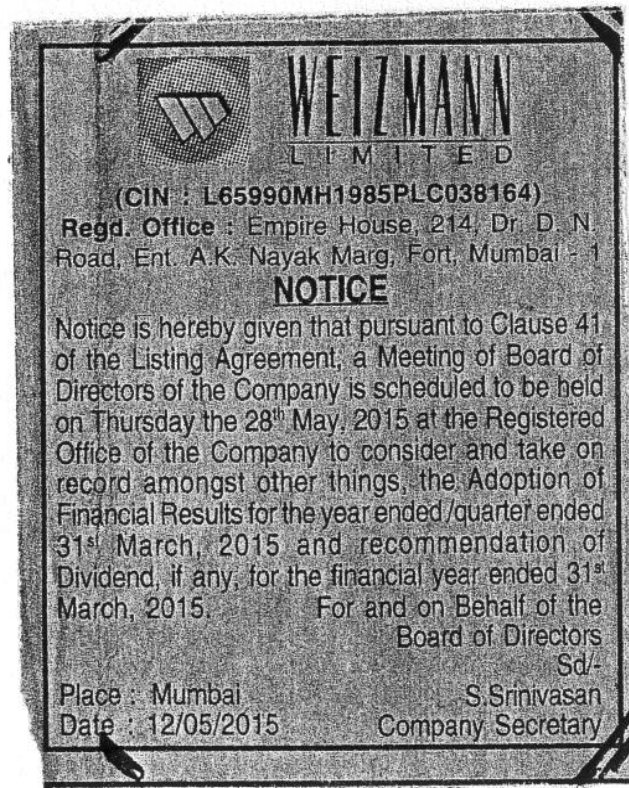 WEIZMANN
LIMITED
(CIN : L65990MH1985PLC038164)
Regd. Office : Empire House, 214, Dr. D. N.
Road, Ent. A.K. Nayak Marg, Fort, Mumbai - 1
NOTICE
Notice is hereby given that pursuant to Clause 41
of the Listing Agreement, a Meeting of Board of
Directors of the Company is scheduled to be held
on Thursday the 28th May, 2015 at the Registered
Office of the Company to consider and take on
record amongst other things, the Adoption of
Financial Results for the year ended /quarter ended
31st March, 2015 and recommendation of
Dividend, if any, for the financial year ended 31st
March, 2015. For and on Behalf of the
Board of Directors
Sd/-
Place : Mumbai S.Srinivasan
Date : 12/05/2015 Company Secretary